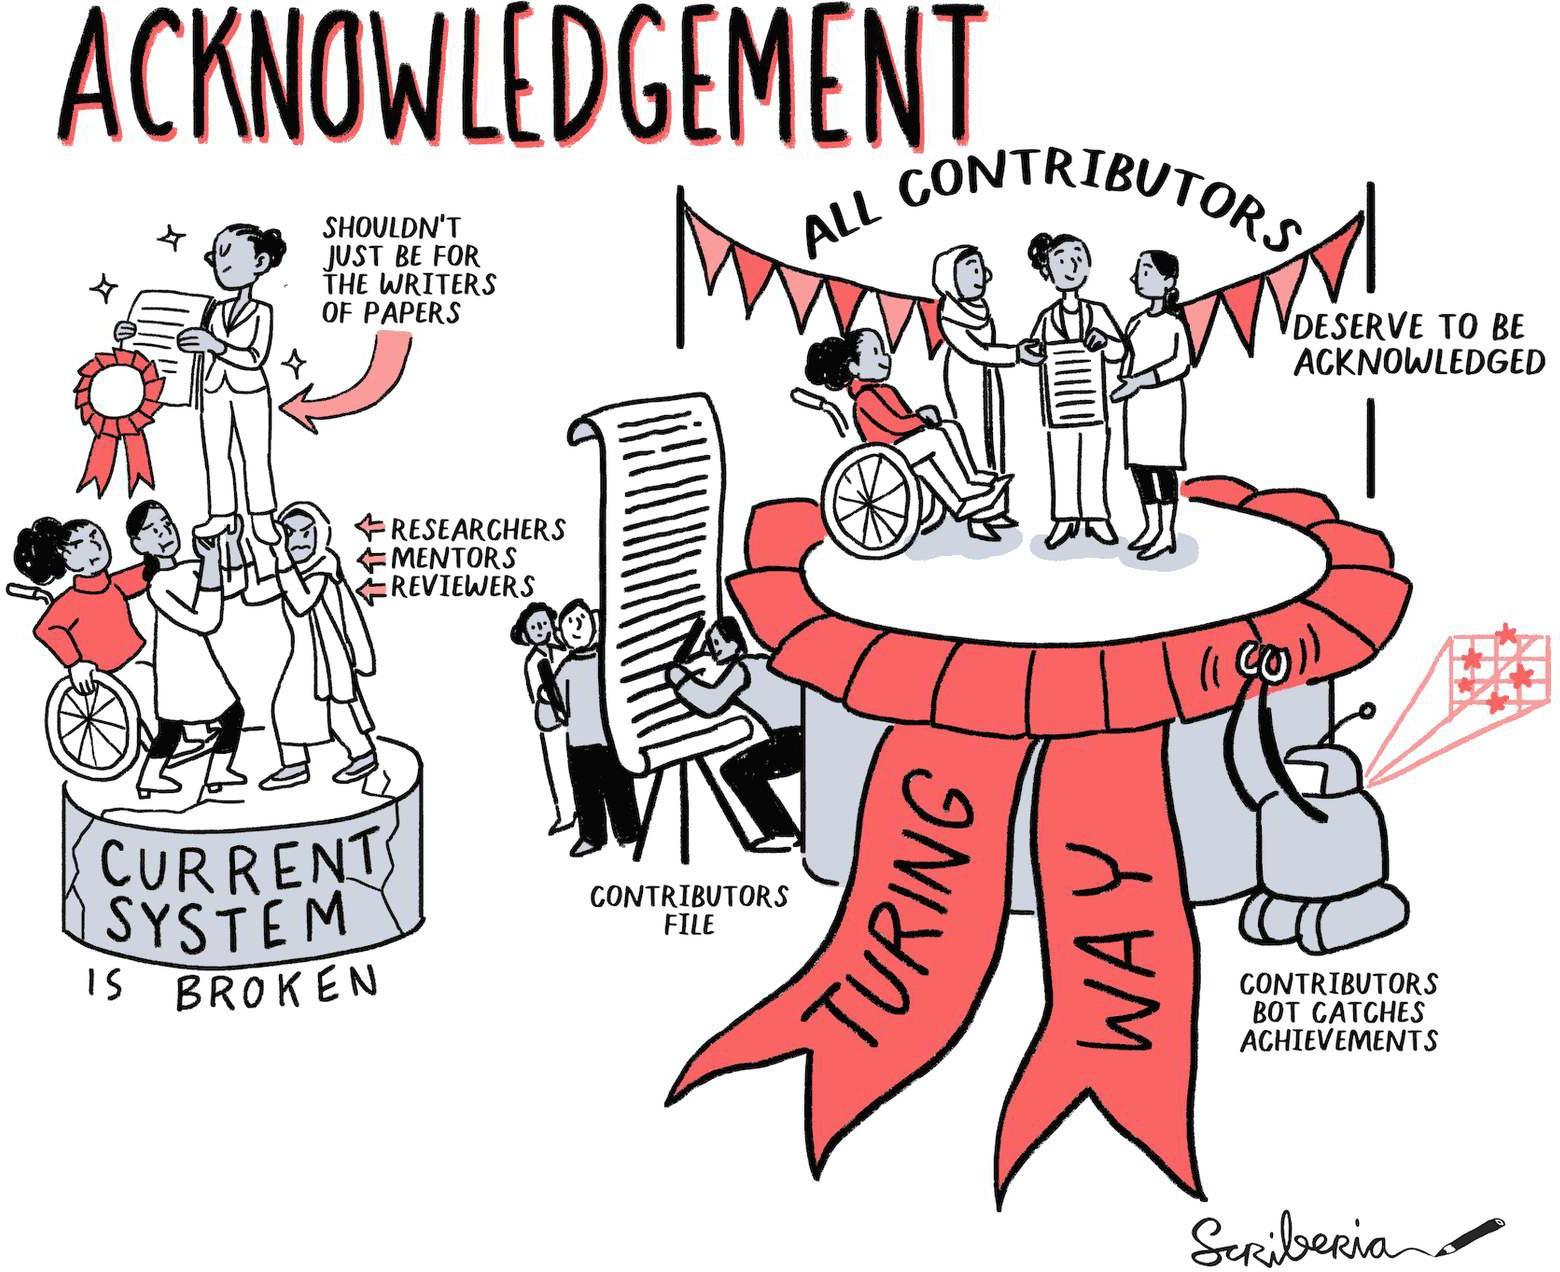 ACKNOWLEDGEMENT
SHOULDN'T
JUST BE FOR
THE WRITERS
OF PAPERS
RESEARCHERS
MENTORS
REVIEWERS
CURRENT
SYSTEM
IS BROKEN
ALL CONTRIBUTORS
DESERVE TO BE
ACKNOWLEDGED
CONTRIBUTORS
FILE
TURING
WAY
CONTRIBUTORS
BOT CATCHES
ACHIEVEMENTS
Scriberia